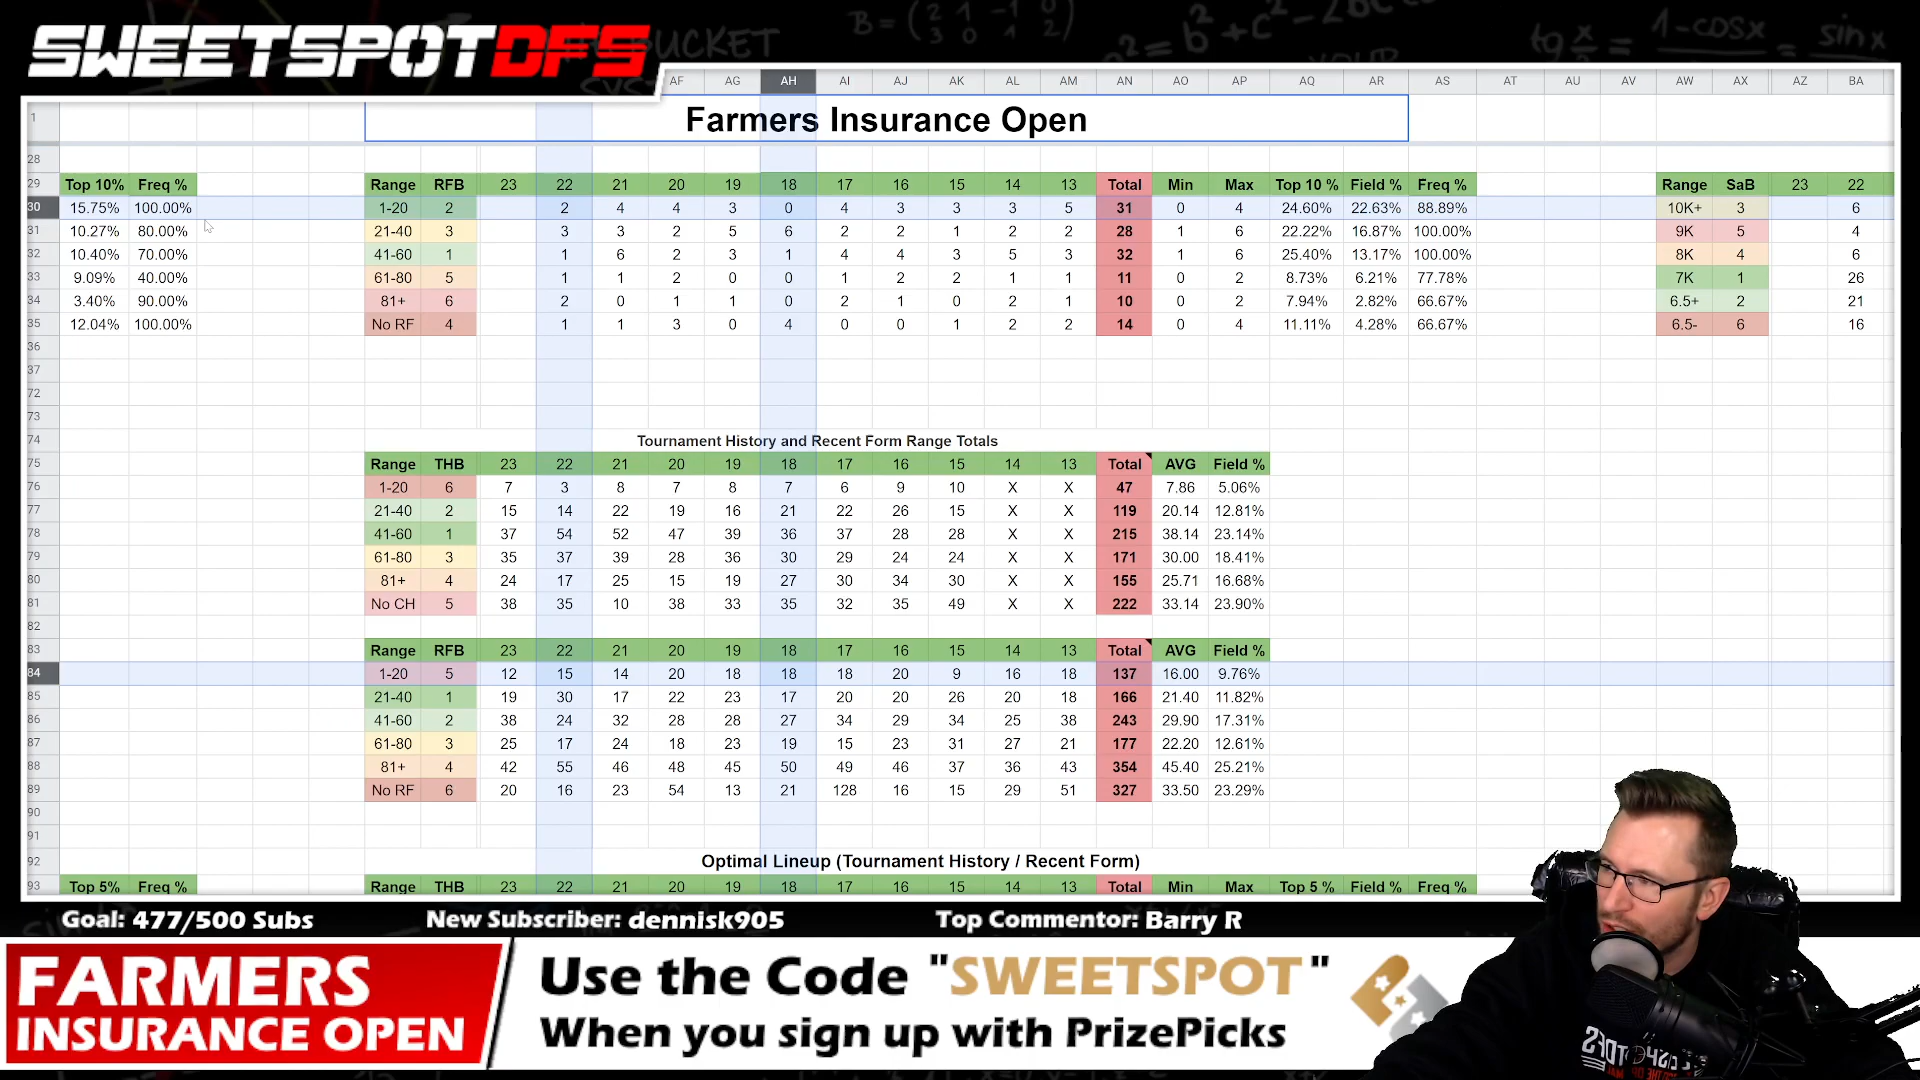 SWEETSPOTDFS
BUCKET
AF AG AH AI AJ AK AL AM AN AO AP AQ AR AS AT AU AV AW AX AZ BA
1 Farmers Insurance Open
28
29 Top 10% Freq % Range RFB 23 22 21 20 19 18 17 16 15 14 13 Total Min Max Top 10 % Field % Freq % Range SaB 23 22
30 15.75% 100.00% 1-20 2 2 4 4 3 0 4 3 3 3 5 31 0 4 24.60% 22.63% 88.89% 10K+ 3 6
31 10.27% 80.00% 21-40 3 3 3 2 5 6 2 2 1 2 2 28 1 6 22.22% 16.87% 100.00% 9K 5 4
32 10.40% 70.00% 41-60 1 1 6 2 3 1 4 4 3 5 3 32 1 6 25.40% 13.17% 100.00% 8K 4 6
33 9.09% 40.00% 61-80 5 1 1 2 0 0 1 2 2 1 1 11 0 2 8.73% 6.21% 77.78% 7K 1 26
34 3.40% 90.00% 81+ 6 2 0 1 1 0 2 1 0 2 1 10 0 2 7.94% 2.82% 66.67% 6.5+ 2 21
35 12.04% 100.00% No RF 4 1 1 3 0 4 0 0 1 2 2 14 0 4 11.11% 4.28% 66.67% 6.5- 6 16
36
37
72
73
74 Tournament History and Recent Form Range Totals
75 Range THB 23 22 21 20 19 18 17 16 15 14 13 Total AVG Field %
76 1-20 6 7 3 8 7 8 7 6 9 10 X X 47 7.86 5.06%
77 21-40 2 15 14 22 19 16 21 22 26 15 X X 119 20.14 12.81%
78 41-60 1 37 54 52 47 39 36 37 28 28 X X 215 38.14 23.14%
79 61-80 3 35 37 39 28 36 30 29 24 24 X X 171 30.00 18.41%
80 81+ 4 24 17 25 15 19 27 30 34 30 X X 155 25.71 16.68%
81 No CH 5 38 35 10 38 33 35 32 35 49 X X 222 33.14 23.90%
82
83 Range RFB 23 22 21 20 19 18 17 16 15 14 13 Total AVG Field %
84 1-20 5 12 15 14 20 18 18 18 20 9 16 18 137 16.00 9.76%
85 21-40 1 19 30 17 22 23 17 20 20 26 20 18 166 21.40 11.82%
86 41-60 2 38 24 32 28 28 27 34 29 34 25 38 243 29.90 17.31%
87 61-80 3 25 17 24 18 23 19 15 23 31 27 21 177 22.20 12.61%
88 81+ 4 42 55 46 48 45 50 49 46 37 36 43 354 45.40 25.21%
89 No RF 6 20 16 23 54 13 21 128 16 15 29 51 327 33.50 23.29%
90
91
92 Optimal Lineup (Tournament History / Recent Form)
93 Top 5% Freq % Range THB 23 22 21 20 19 18 17 16 15 14 13 Total Min Max Top 5 % Field % Freq %
Goal: 477/500 Subs New Subscriber: dennisk905 Top Commentor: Barry R
FARMERS
INSURANCE OPEN
Use the Code "SWEETSPOT"
When you sign up with PrizePicks